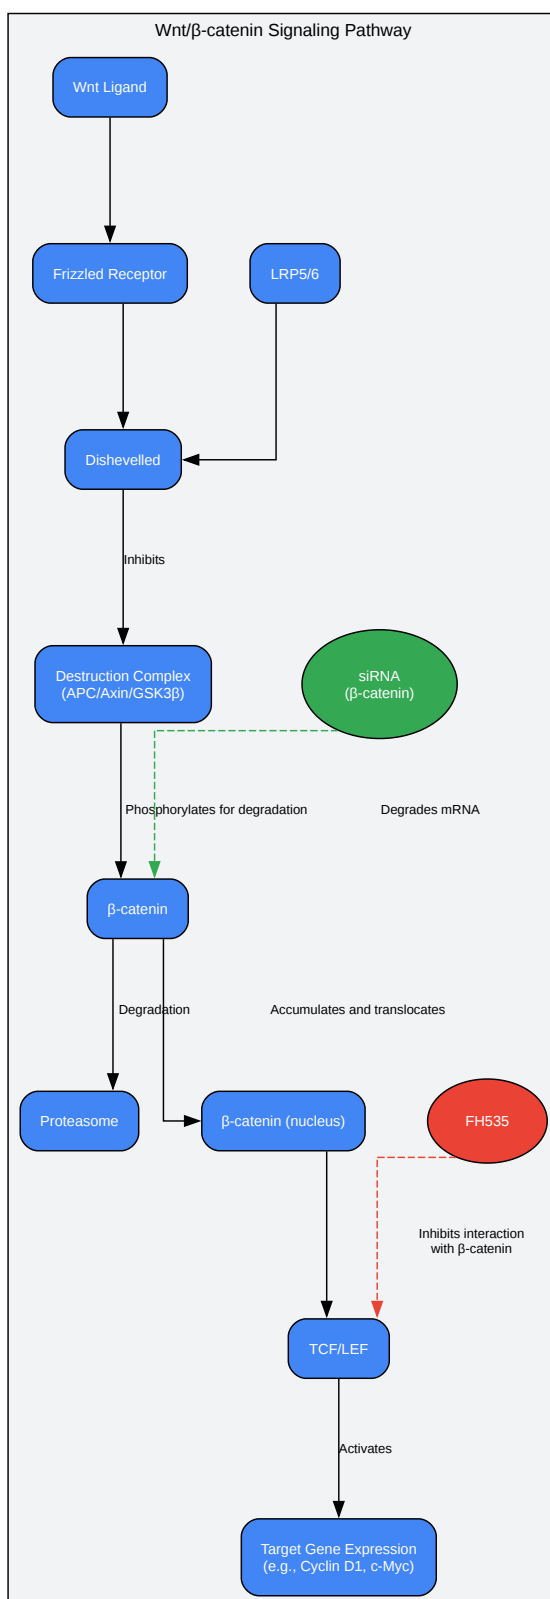 Wnt/β-catenin Signaling Pathway
Wnt Ligand
Frizzled Receptor
LRP5/6
Dishevelled
Inhibits
Destruction Complex
(APC/Axin/GSK3β)
siRNA
(β-catenin)
Phosphorylates for degradation
Degrades mRNA
β-catenin
Degradation
Accumulates and translocates
Proteasome
β-catenin (nucleus)
FH535
Inhibits interaction
with β-catenin
TCF/LEF
Activates
Target Gene Expression
(e.g., Cyclin D1, c-Myc)